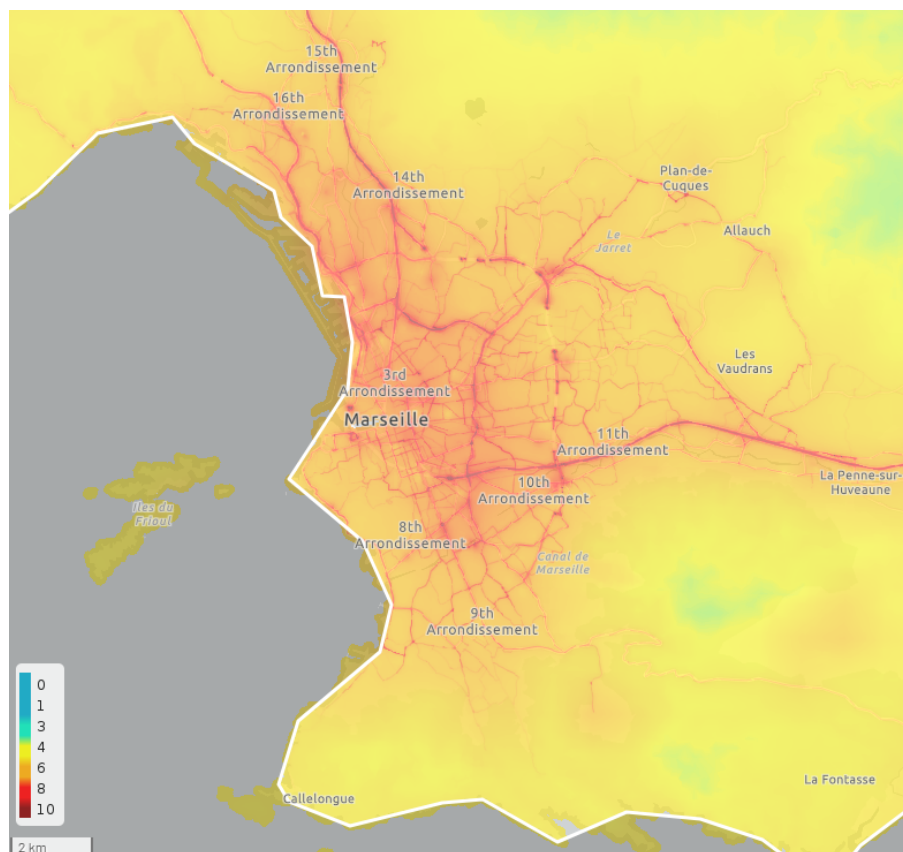 15th
Arrondissement
16th
Arrondissement
14th
Arrondissement
Plan-de-
Cuques
Le
Jarret
Allauch
Les
Vaudrans
3rd
Arrondissement
Marseille
11th
Arrondissement
La Penne-sur-
Huveaune
10th
Arrondissement
Iles du
Frioul
8th
Arrondissement
Canal de
Marseille
9th
Arrondissement
La Fontasse
Callelongue
0
1
3
4
6
8
10
2 km